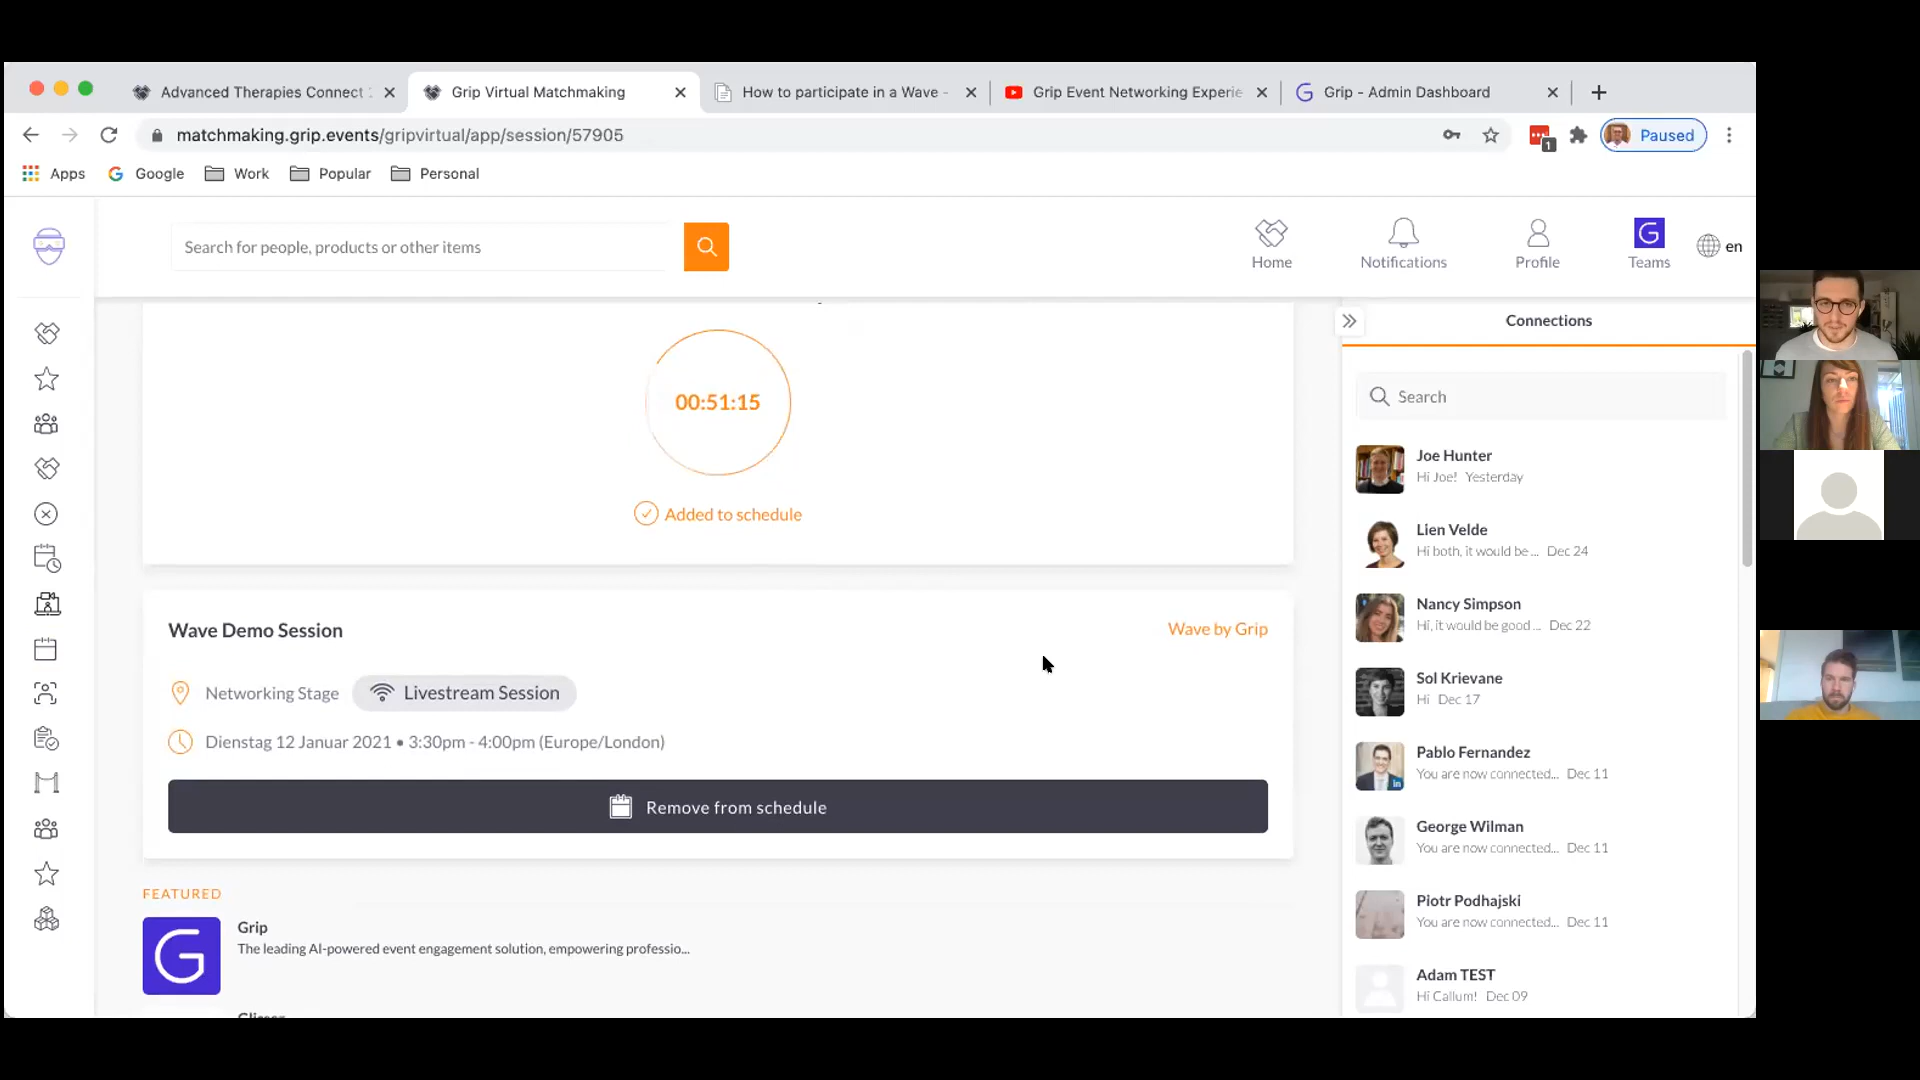 Advanced Therapies Connect
Grip Virtual Matchmaking
How to participate in a Wave -
Grip Event Networking Experie
Grip - Admin Dashboard
matchmaking.grip.events/gripvirtual/app/session/57905
1
Paused
Apps
Google
Work
Popular
Personal
Search for people, products or other items
Home
Notifications
Profile
G
Teams
en
Connections
00:51:15
Added to schedule
Search
Joe Hunter
Hi Joe! Yesterday
Lien Velde
Hi both, it would be ... Dec 24
Nancy Simpson
Hi, it would be good ... Dec 22
Sol Krievane
Hi Dec 17
Pablo Fernandez
You are now connected... Dec 11
George Wilman
You are now connected... Dec 11
Piotr Podhajski
You are now connected... Dec 11
Adam TEST
Hi Callum! Dec 09
Wave Demo Session
Wave by Grip
Networking Stage
Livestream Session
Dienstag 12 Januar 2021 • 3:30pm - 4:00pm (Europe/London)
Remove from schedule
FEATURED
G
Grip
The leading AI-powered event engagement solution, empowering professio...